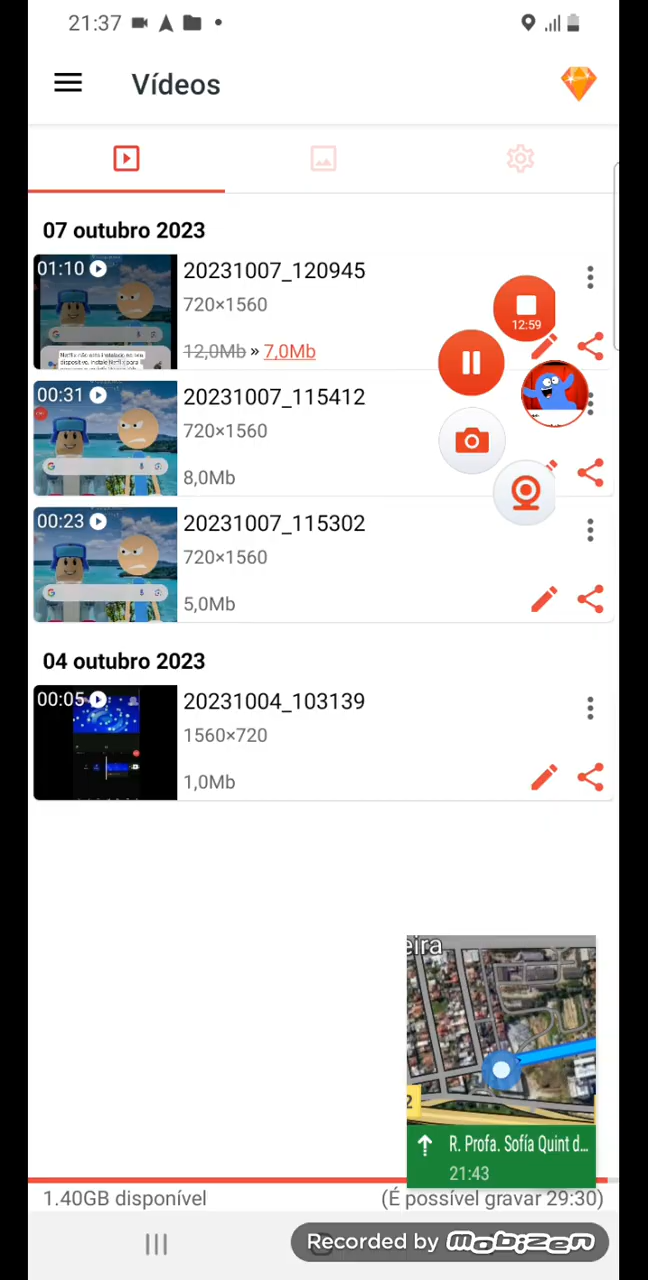 21:37
Vídeos
07 outubro 2023
01:10
20231007_120945
720×1560
12,0Mb » 7,0Mb
12:59
00:31
20231007_115412
720×1560
8,0Mb
00:23
20231007_115302
720×1560
5,0Mb
04 outubro 2023
00:05
20231004_103139
1560×720
1,0Mb
eira
2
R. Profa. Sofía Quint d...
21:43
1.40GB disponível
(É possível gravar 29:30)
Recorded by mobizen